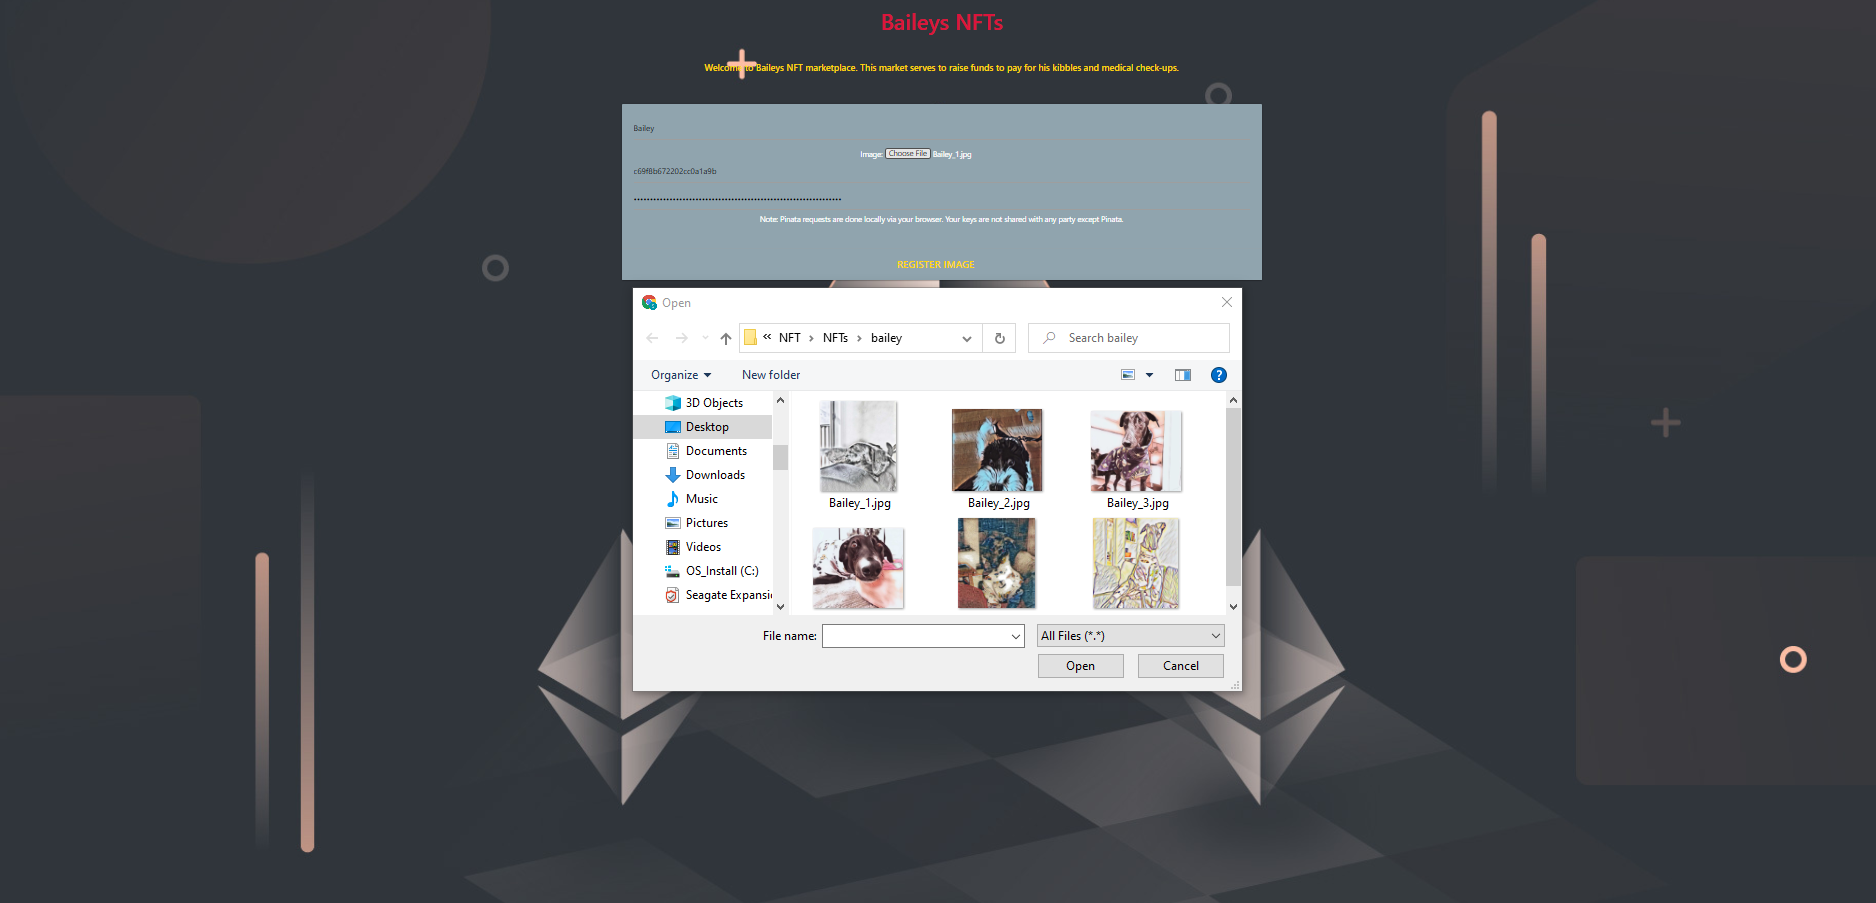 Baileys NFTs
Welcome to Baileys NFT marketplace. This market serves to raise funds to pay for his kibbles and medical check-ups.
Bailey
Image: Choose File Bailey_1.jpg
c69f8b672202cc0a1a9b
Note: Pinata requests are done locally via your browser. Your keys are not shared with any party except Pinata.
REGISTER IMAGE
Open
« NFT › NFTs › bailey
Search bailey
Organize
New folder
?
3D Objects
Desktop
Documents
Downloads
Music
Pictures
Videos
OS_Install (C:)
Seagate Expansi
Bailey_1.jpg
Bailey_2.jpg
Bailey_3.jpg
File name:
All Files (*.*)
Open
Cancel